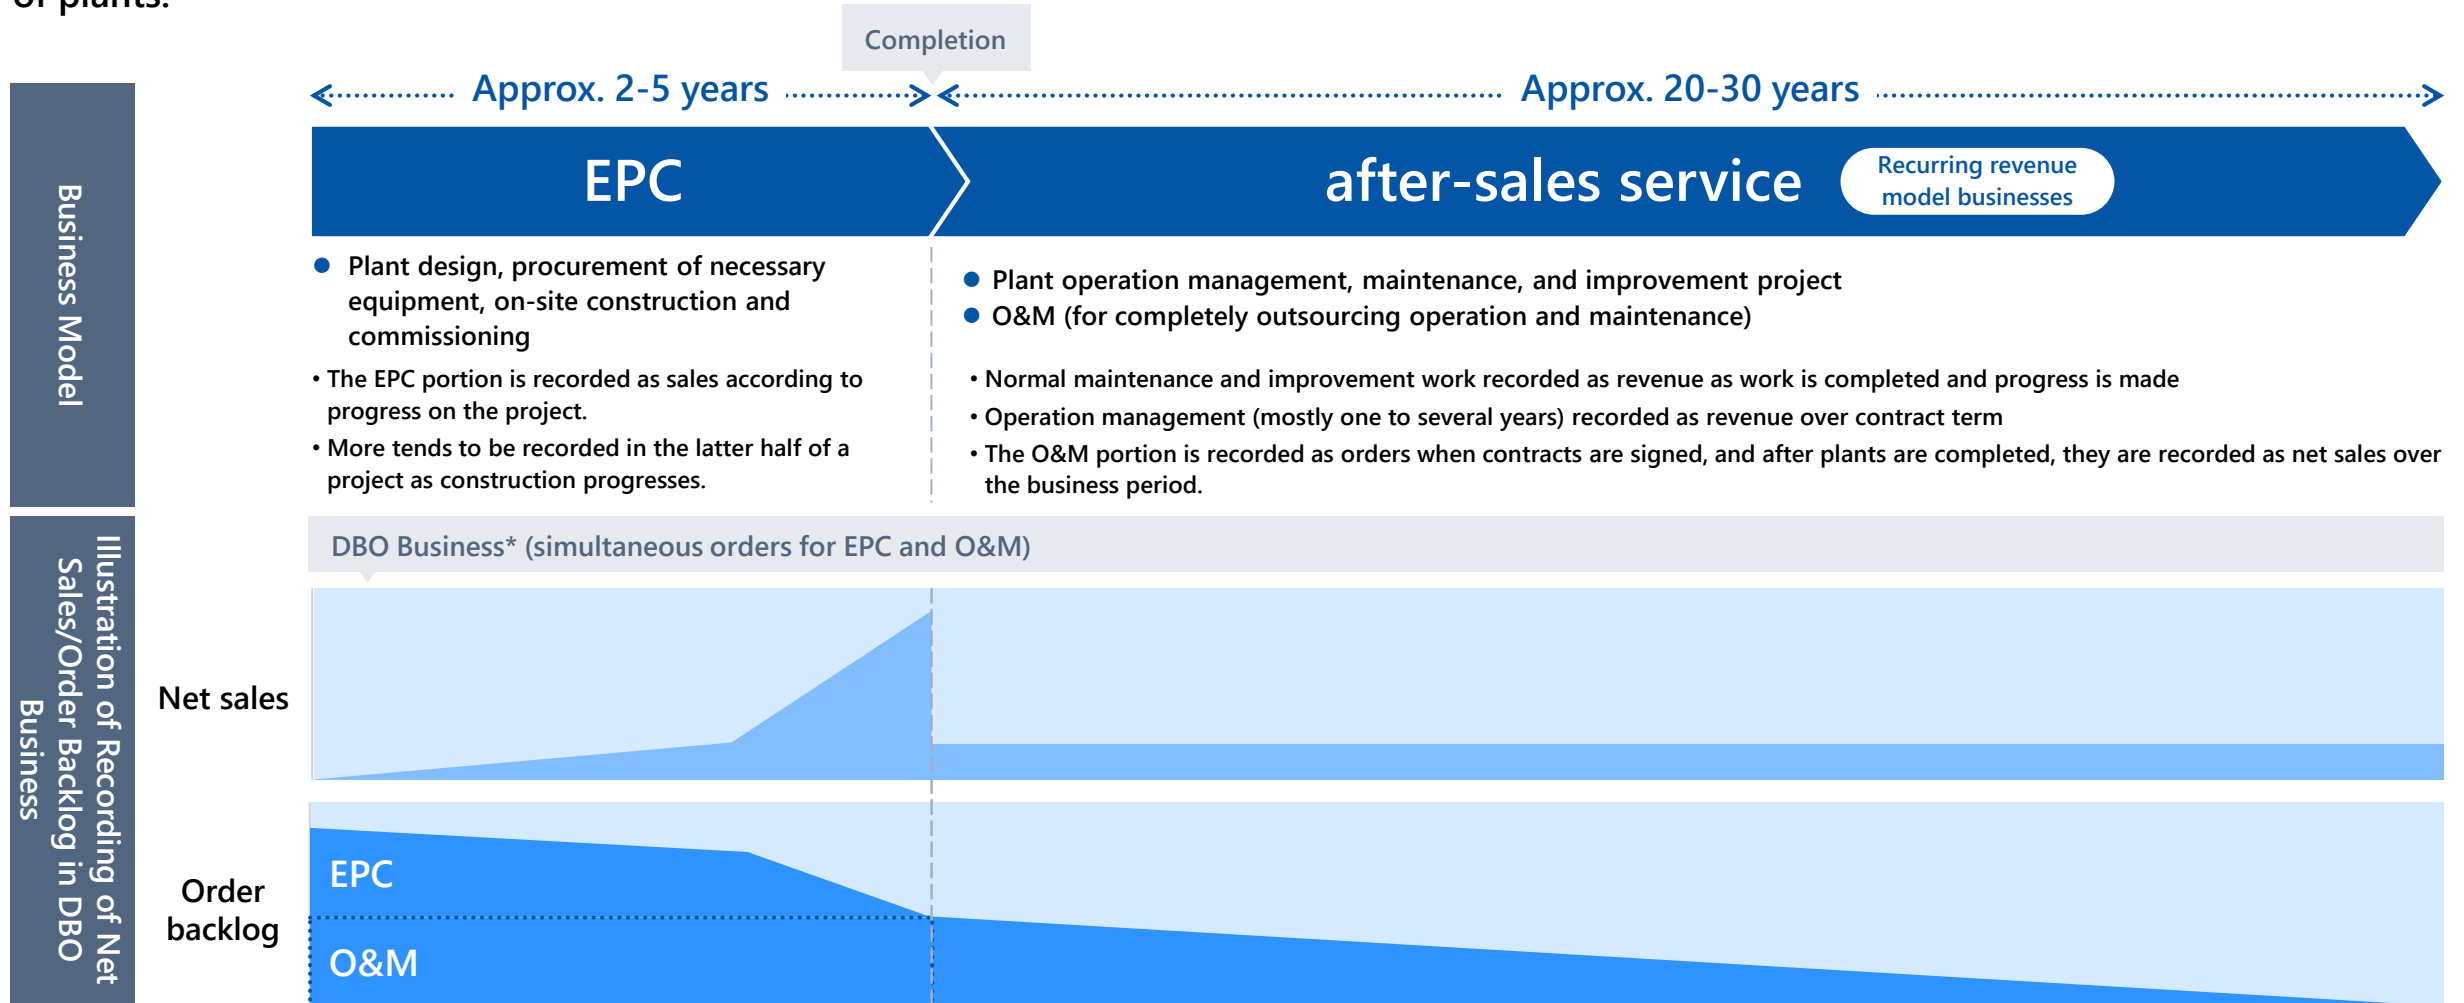 of plants.
Completion
Approx. 2-5 years
Approx. 20-30 years
Business Model
EPC
after-sales service
Recurring revenue
model businesses
● Plant design, procurement of necessary
equipment, on-site construction and
commissioning
• The EPC portion is recorded as sales according to
progress on the project.
• More tends to be recorded in the latter half of a
project as construction progresses.
● Plant operation management, maintenance, and improvement project
● O&M (for completely outsourcing operation and maintenance)
• Normal maintenance and improvement work recorded as revenue as work is completed and progress is made
• Operation management (mostly one to several years) recorded as revenue over contract term
• The O&M portion is recorded as orders when contracts are signed, and after plants are completed, they are recorded as net sales over
the business period.
Illustration of Recording of Net
Sales/Order Backlog in DBO
Business
DBO Business* (simultaneous orders for EPC and O&M)
Net sales
Order
backlog
EPC
O&M